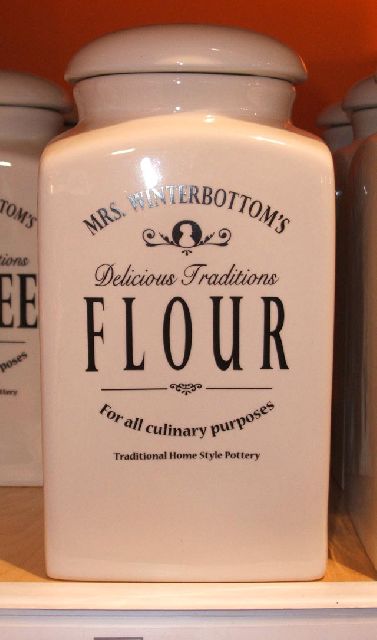 MRS. WINTERBOTTOM'S
Delicious Traditions
FLOUR
For all culinary purposes
Traditional Home Style Pottery